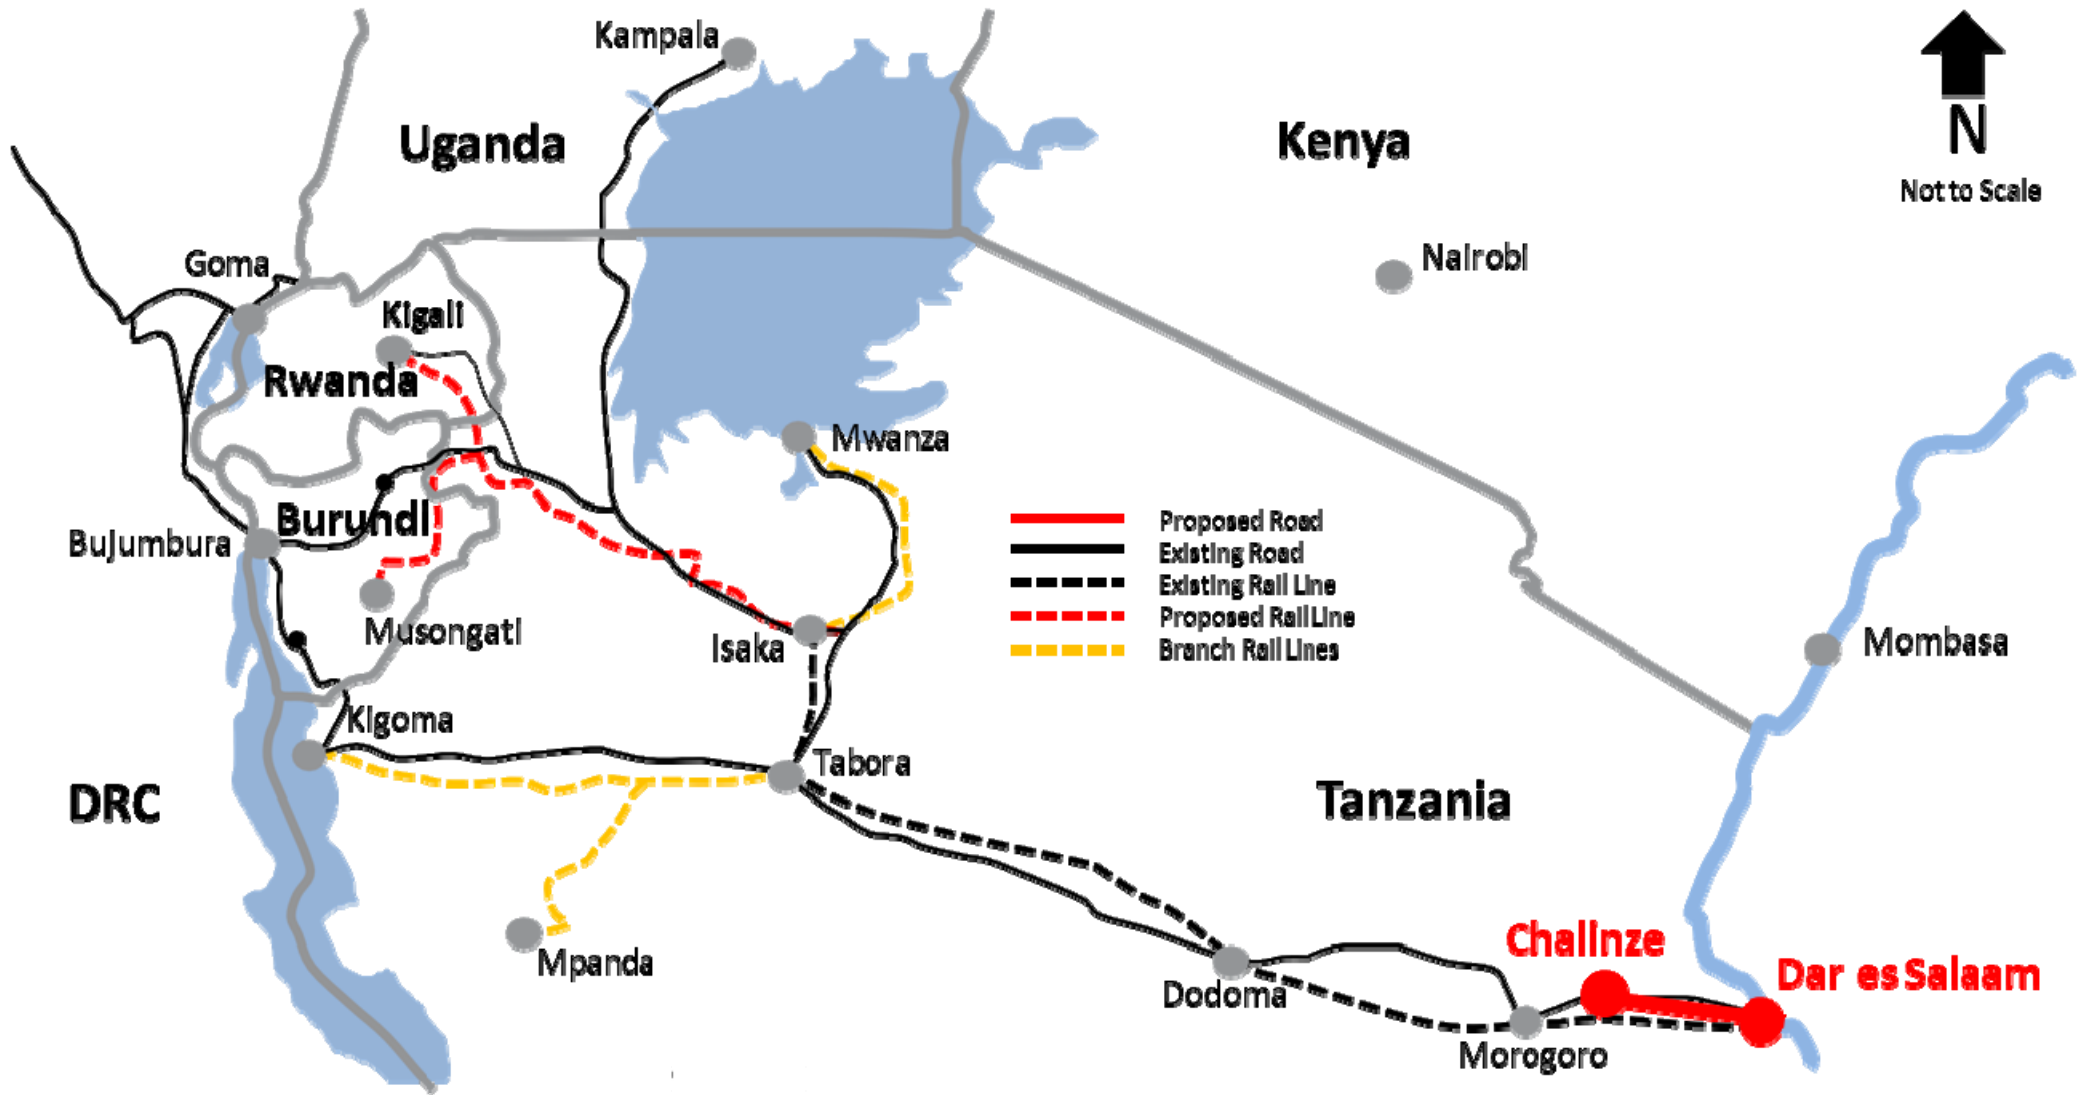 Kampala
Uganda
Kenya
N
Not to Scale
Goma
Nairobi
Kigali
Rwanda
Mwanza
Burundi
Bujumbura
Proposed Road
Existing Road
Existing Rail Line
Proposed Rail Line
Branch Rail Lines
Musongati
Isaka
Mombasa
Kigoma
Tabora
DRC
Tanzania
Chalinze
Mpanda
Dar es Salaam
Dodoma
Morogoro